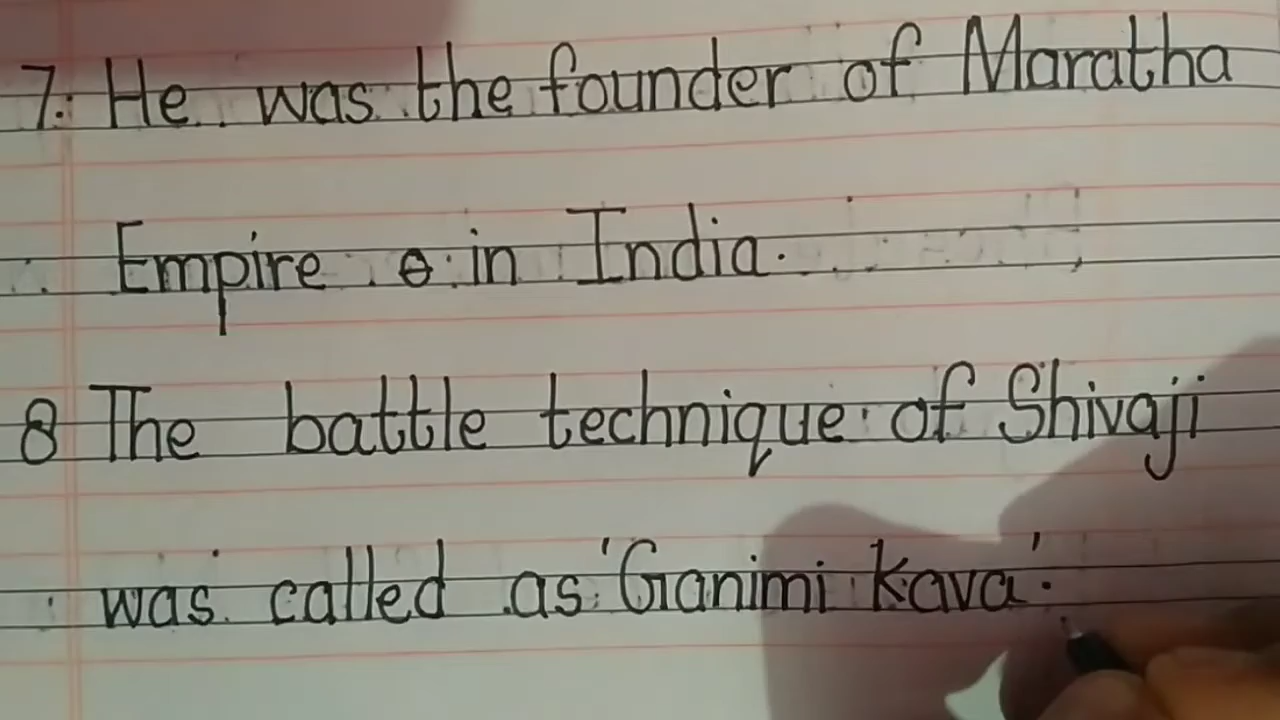 7. He was the founder of Maratha
Empire in India.
8 The battle technique of Shivaji
was called as 'Ganimi Kava'.